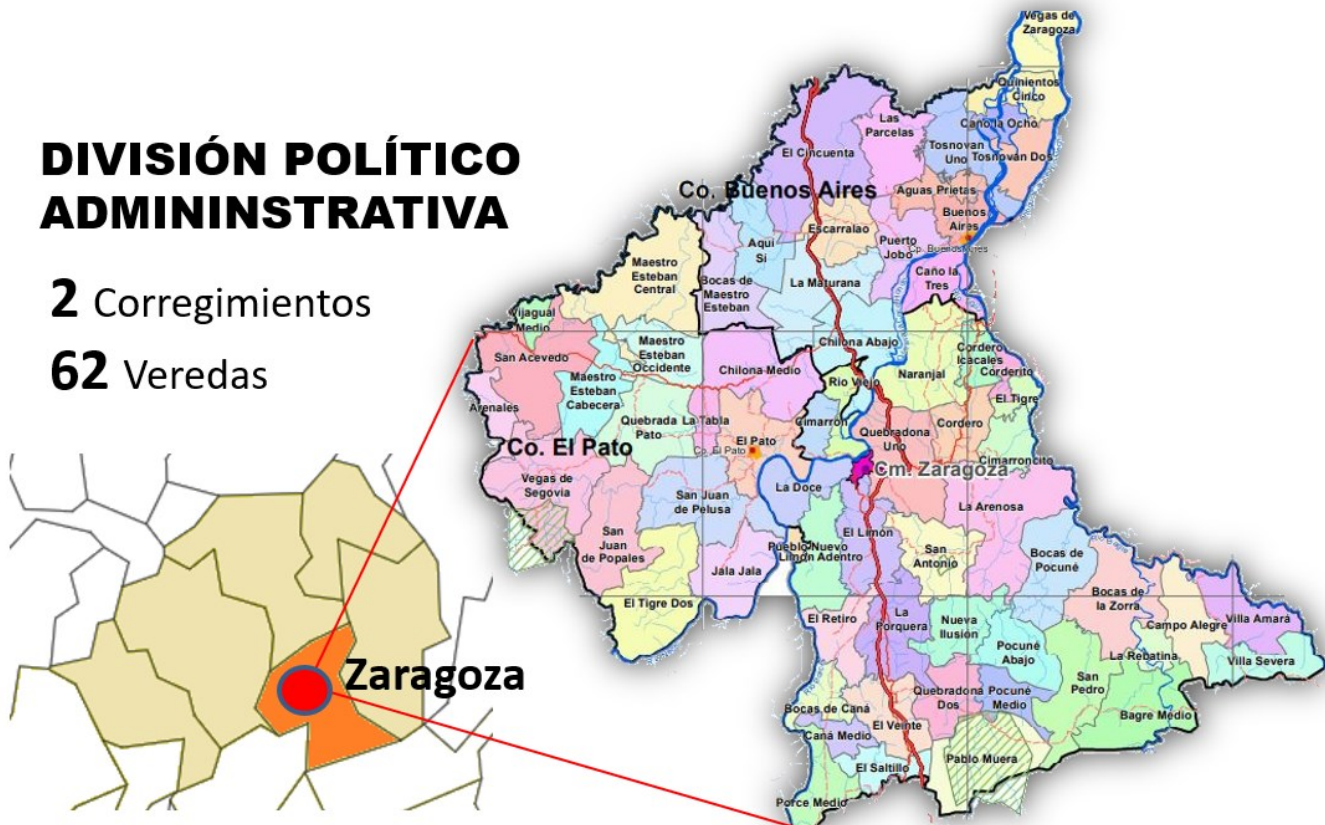 DIVISIÓN POLÍTICO
ADMININSTRATIVA
2 Corregimientos
62 Veredas
Zaragoza
Vegas de
Zaragoza
Quinientos
Cinco
Caño la Ocho
Las
Parcelas
El Cincuenta
Tosnovan
Uno
Tosnován Dos
Co. Buenos Aires
Aguas Prietas
Buenos
Aires
Cp. Buenos Aires
Escarralao
Aqui
Si
Puerto
Jobo
Maestro
Esteban
Central
Bocas de
Maestro
Esteban
La Maturana
Caño la
Tres
Vijagual
Medio
San Acevedo
Maestro
Esteban
Occidente
Chilona Abajo
Cordero
Icacales
Corderito
Chilona Medio
Rio Viejo
Naranjal
Maestro
Esteban
Cabecera
El Tigre
Arenales
Quebrada
Pato
La Tabla
Cimarrón
Quebradona
Uno
Cordero
El Pato
Cp. El Pato
Co. El Pato
Cimarroncito
Cm. Zaragoza
Vegas de
Segovia
La Doce
San Juan
de Pelusa
La Arenosa
San
Juan
de Popales
El Limón
Pueblo Nuevo
Limón Adentro
San
Antonio
Bocas de
Pocuné
Jala Jala
El Tigre Dos
Bocas de
la Zorra
El Retiro
La
Porquera
Nueva
Ilusión
Campo Alegre
Villa Amará
Pocuné
Abajo
La Rebatina
Villa Severa
San
Pedro
Quebradona
Dos
Pocuné
Medio
Bocas de Caná
Bagre Medio
El Veinte
Caná Medio
Pablo Muera
El Saltillo
Porce Medio